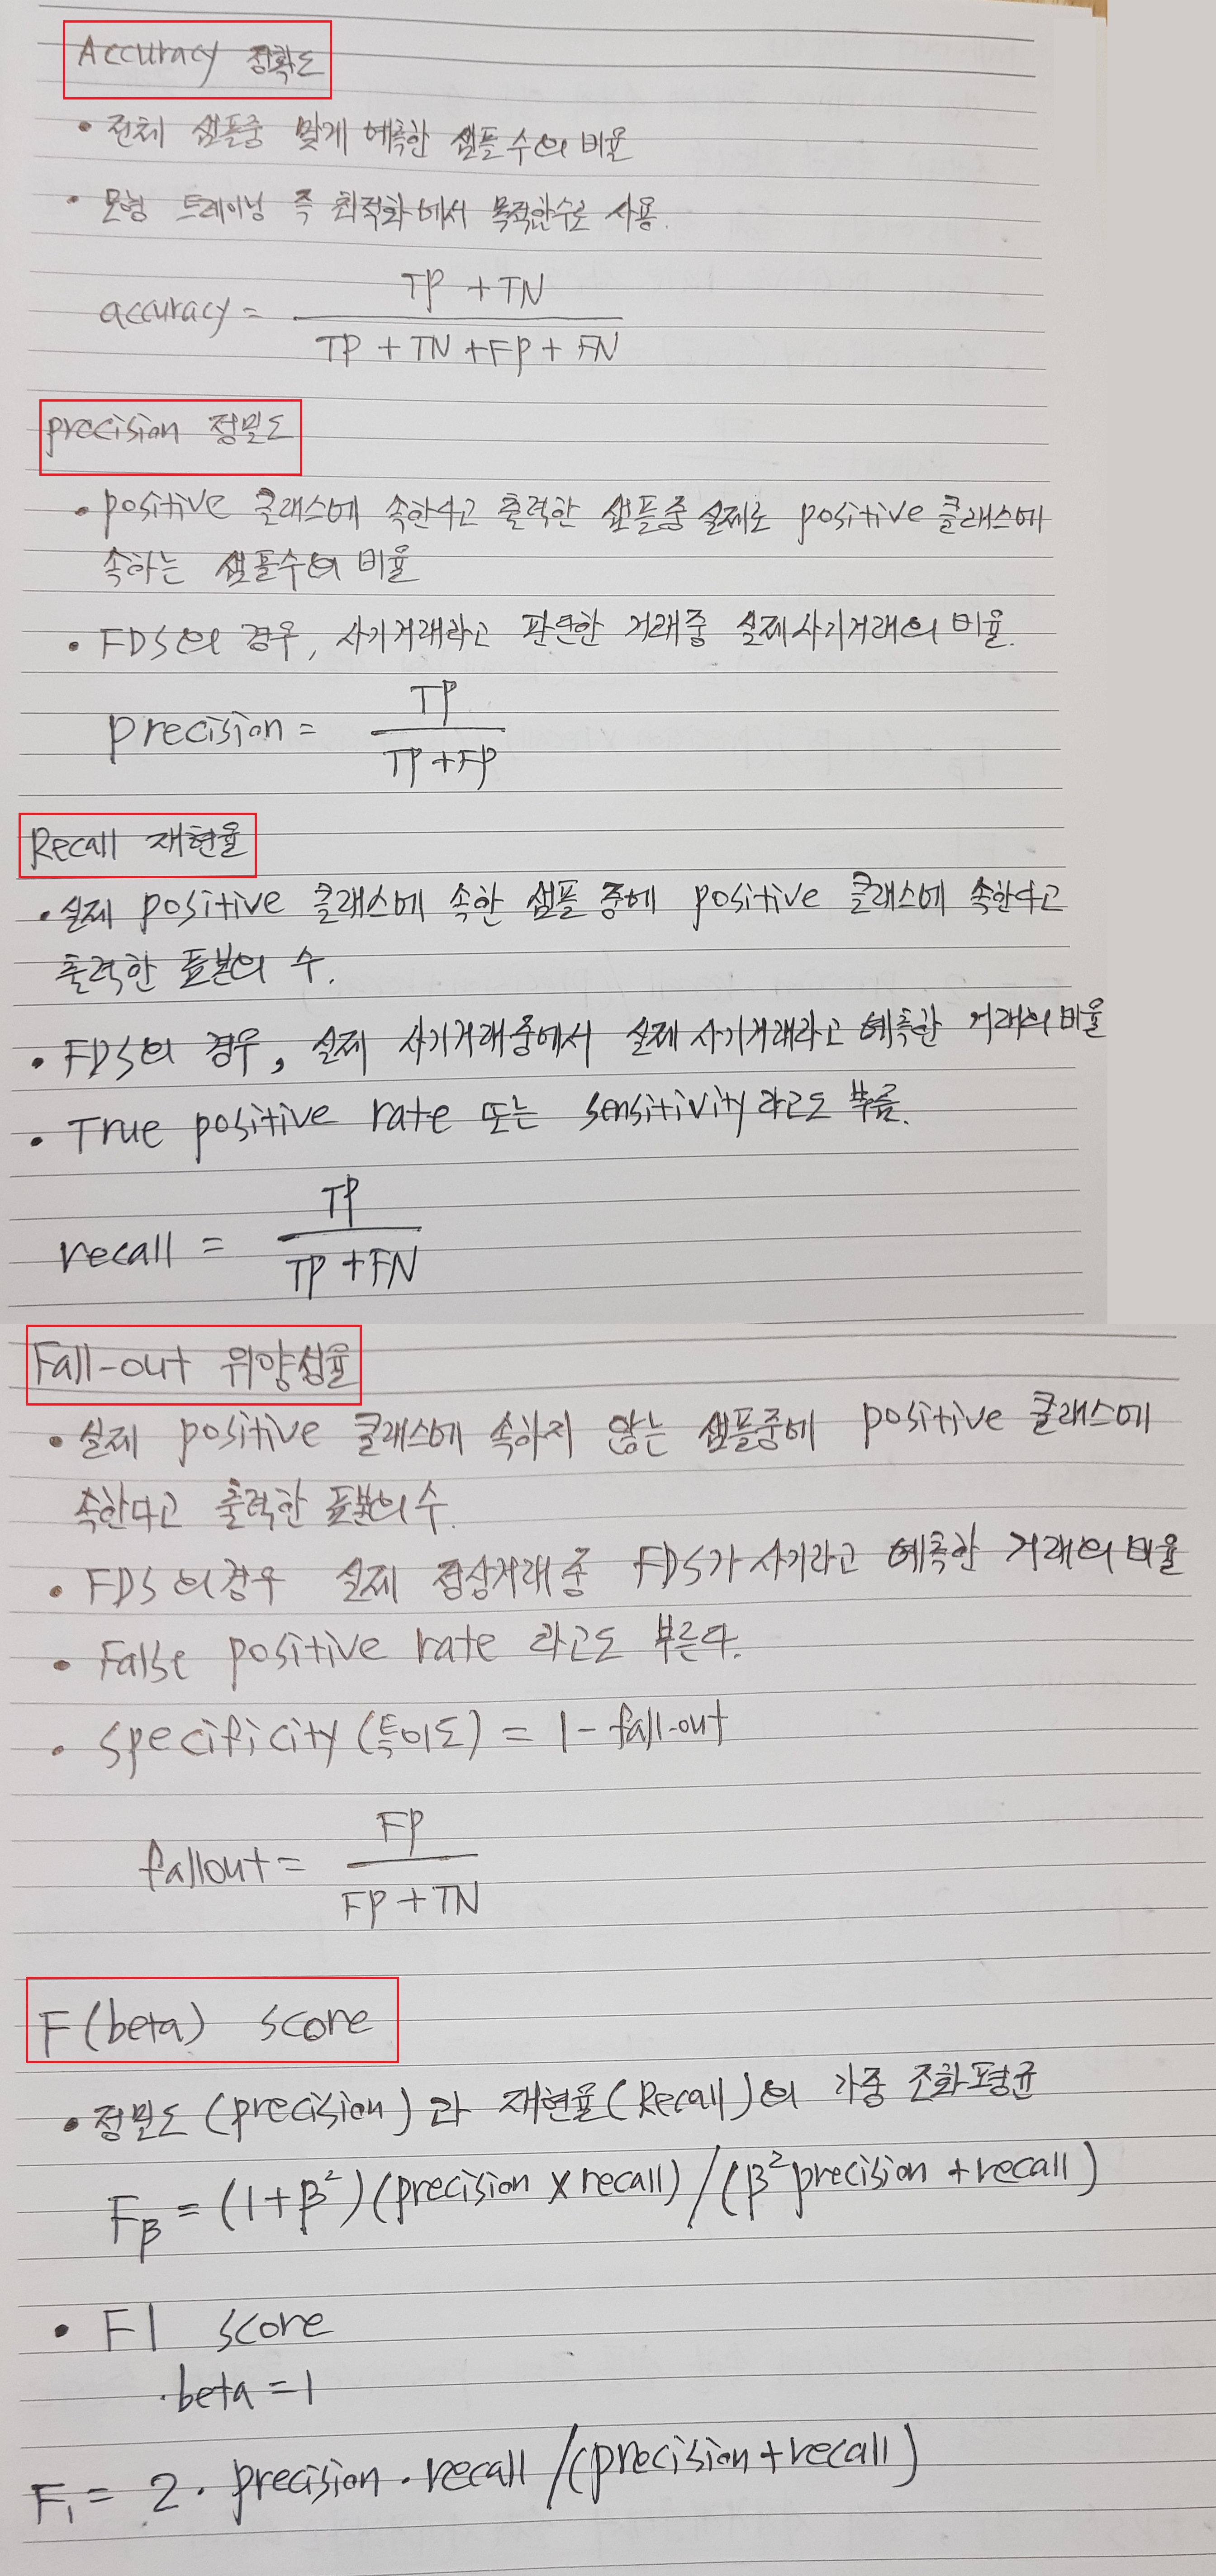 Accuracy 정확도
• 전체 샘플중 맞게 예측한 샘플수의 비율
• 모형 트레이닝 즉 최적화에서 목적함수로 사용.
accuracy = TP + TN / TP + TN + FP + FN
precision 정밀도
• positive 클래스에 속한다고 출력한 샘플중 실제로 positive 클래스에
속하는 샘플수의 비율
• FDS의 경우, 사기거래라고 판단한 거래중 실제사기거래의 비율.
precision = TP / TP + FP
Recall 재현율
• 실제 positive 클래스에 속한 샘플 중에 positive 클래스에 속한다고
출력한 표본의 수.
• FDS의 경우, 실제 사기거래중에서 실제 사기거래라고 예측한 거래의 비율
• True positive rate 또는 sensitivity 라고도 부름.
recall = TP / TP + FN
Fall-out 위양성율
• 실제 positive 클래스에 속하지 않는 샘플중에 positive 클래스에
속한다고 출력한 표본의 수.
• FDS의 경우 실제 정상거래 중 FDS가 사기라고 예측한 거래의 비율
• False positive rate 라고도 부른다.
• specificity (특이도) = 1 - fall-out
fallout = FP / FP + TN
F(beta) score
• 정밀도 (precision) 과 재현율 (Recall)의 가중 조화평균
Fβ = (1+β²)(precision × recall) / (β² precision + recall)
• F1 score
. beta = 1
F₁ = 2 · precision · recall / (precision + recall)